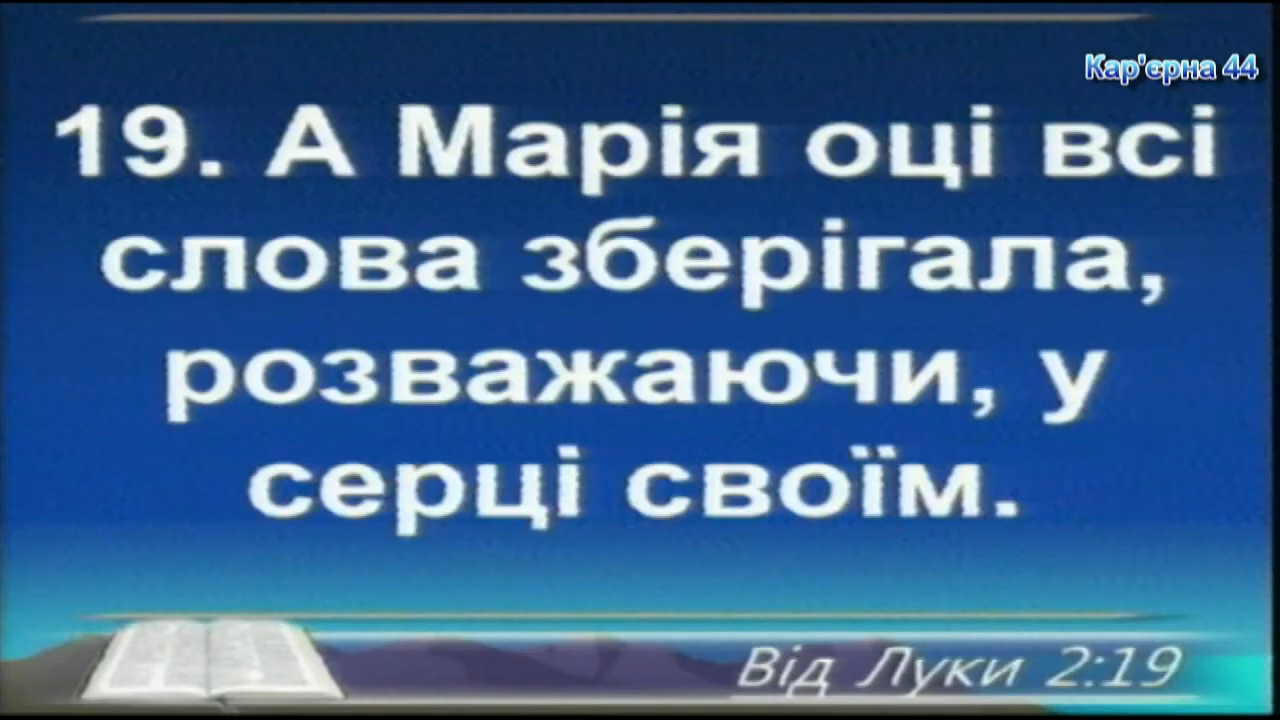 Кар'єрна 44
19. А Марія оці всі
слова зберігала,
розважаючи, у
серці своїм.
Від Луки 2:19